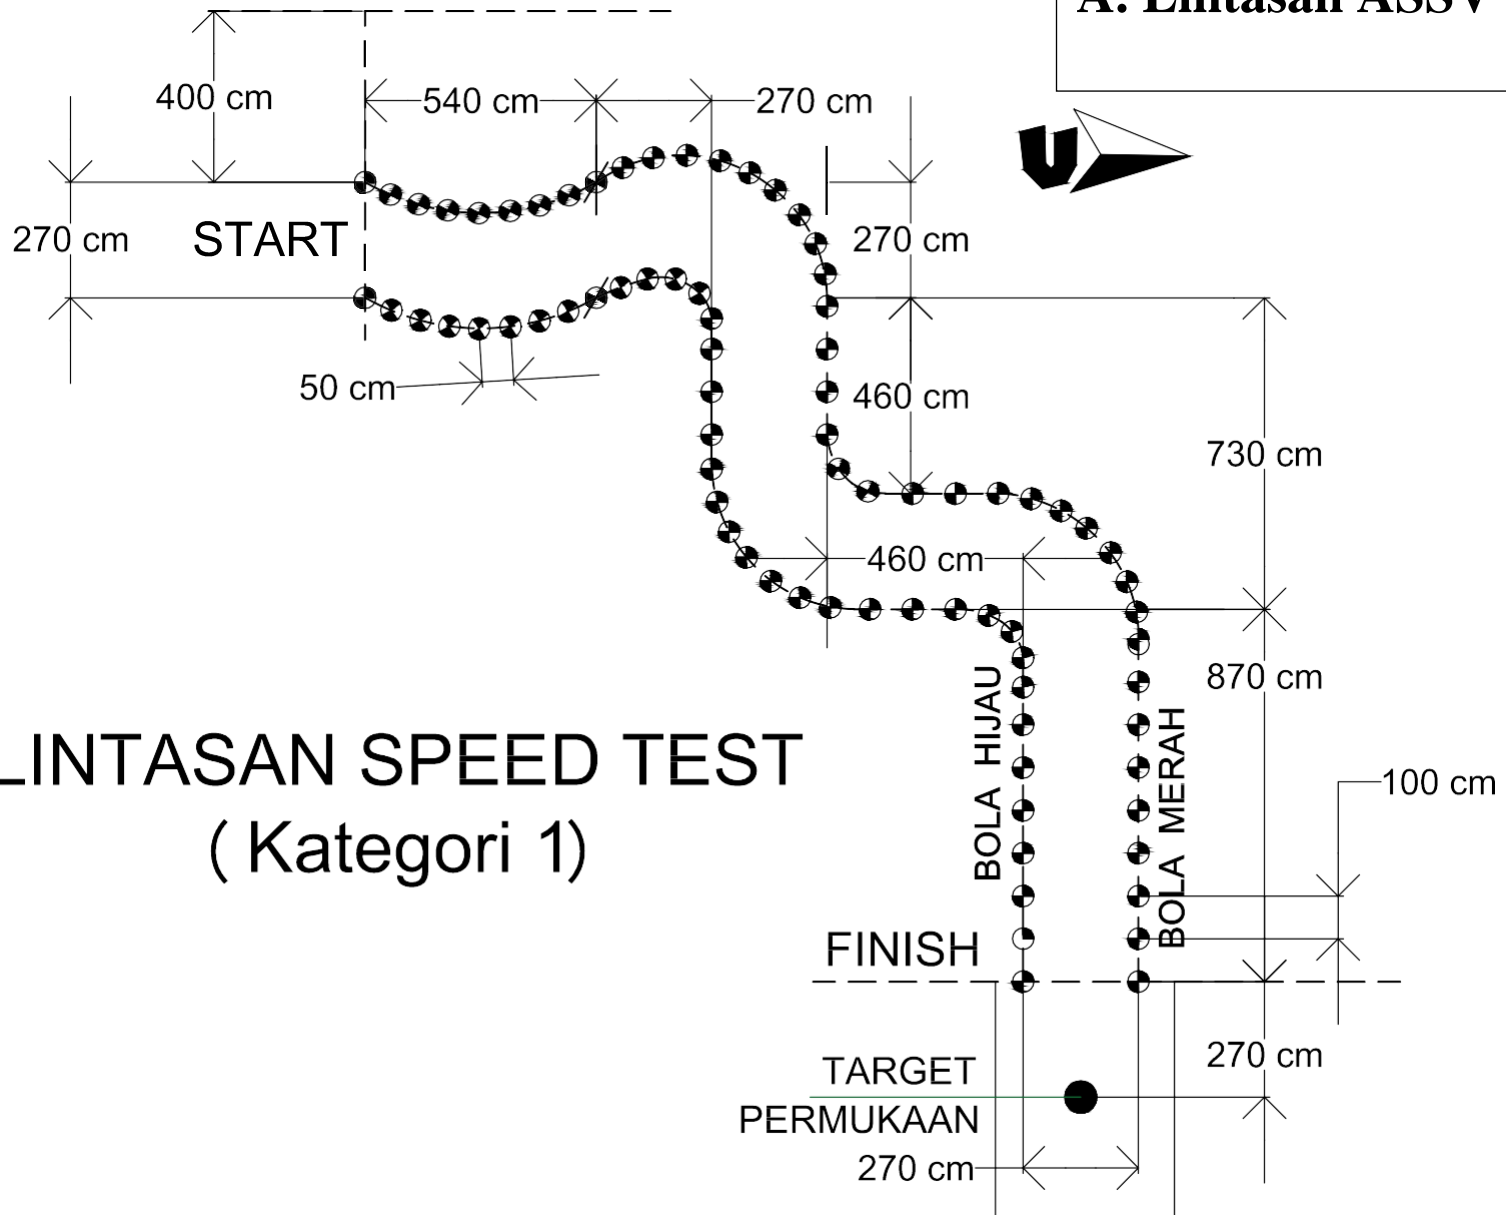 A. Lintasan ASSV
400 cm
540 cm
270 cm
U
270 cm
START
270 cm
50 cm
460 cm
730 cm
460 cm
870 cm
BOLA HIJAU
BOLA MERAH
LINTASAN SPEED TEST
( Kategori 1)
100 cm
FINISH
270 cm
TARGET
PERMUKAAN
270 cm